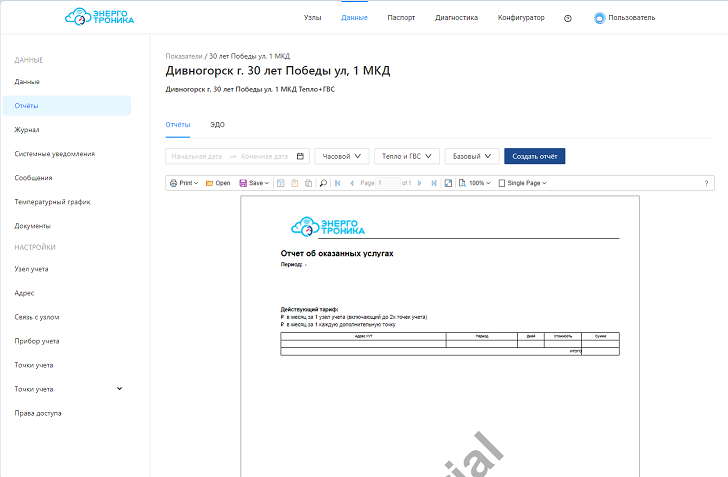 ЭНЕРГО
ТРОНИКА
Узлы
Данные
Паспорт
Диагностика
Конфигуратор
Пользователь
ДАННЫЕ
Данные
Отчёты
Журнал
Системные уведомления
Сообщения
Температурный график
Документы
НАСТРОЙКИ
Узел учета
Адрес
Связь с узлом
Прибор учета
Точки учета
Точки учета
Права доступа
Показатели / 30 лет Победы ул, 1 МКД
Дивногорск г. 30 лет Победы ул, 1 МКД
Дивногорск г. 30 лет Победы ул, 1 МКД Тепло+ГВС
Отчёты
ЭДО
Начальная дата → Конечная дата
Часовой
Тепло и ГВС
Базовый
Создать отчёт
Print
Open
Save
Page 1 of 1
100%
Single Page
?
ЭНЕРГО
ТРОНИКА
Отчет об оказанных услугах
Период: -
Действующий тариф:
₽ в месяц за 1 узел учета (включающий до 2х точек учета)
₽ в месяц за 1 каждую дополнительную точку
Адрес УУТ Период Дней Стоимость Сумма
ИТОГО
rial